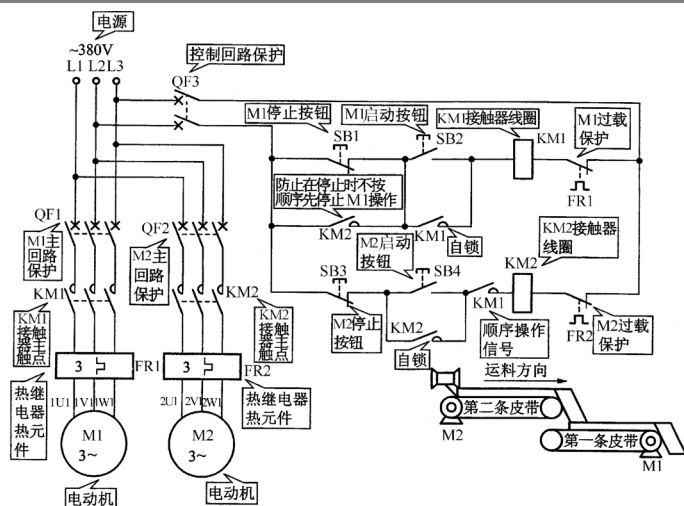 电源
~380V
L1 L2L3
控制回路保护
QF3
M1停止按钮
M1启动按钮
KM1接触器线圈
M1过载
保护
SB1
SB2
KM1
FR1
防止在停止时不按
顺序先停止M1操作
KM2
KM1
自锁
QF1
M1主
回路
保护
QF2
M2主
回路
保护
M2启动
按钮
KM2接触器
线圈
SB3
SB4
KM2
KM1
FR2
M2停止
按钮
KM2
自锁
顺序操作
信号
M2过载
保护
KM1
KM1
接触
器主
触点
KM2
KM2
接触
器主
触点
3
FR1
3
FR2
热继
电器
热元
件
热继电器
热元件
1U1 1V1 1W1
2U1 2V1 2W1
M1
3~
M2
3~
电动机
电动机
运料方向
第二条皮带
M2
第一条皮带
M1